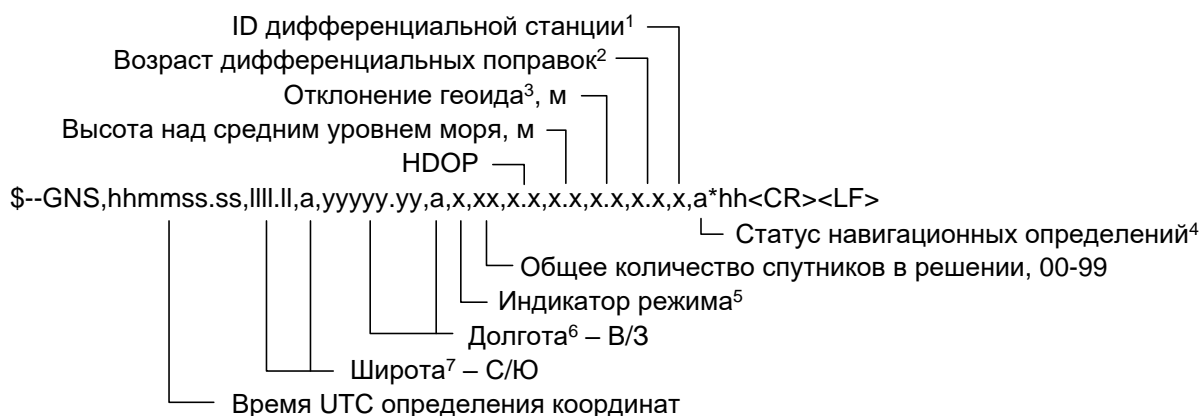 ID дифференциальной станции¹
Возраст дифференциальных поправок²
Отклонение геоида³, м
Высота над средним уровнем моря, м
HDOP
$--GNS,hhmmss.ss,llll.ll,a,yyyyy.yy,a,x,xx,x.x,x.x,x.x,x.x,x,a*hh<CR><LF>
Статус навигационных определений⁴
Общее количество спутников в решении, 00-99
Индикатор режима⁵
Долгота⁶ – В/З
Широта⁷ – С/Ю
Время UTC определения координат